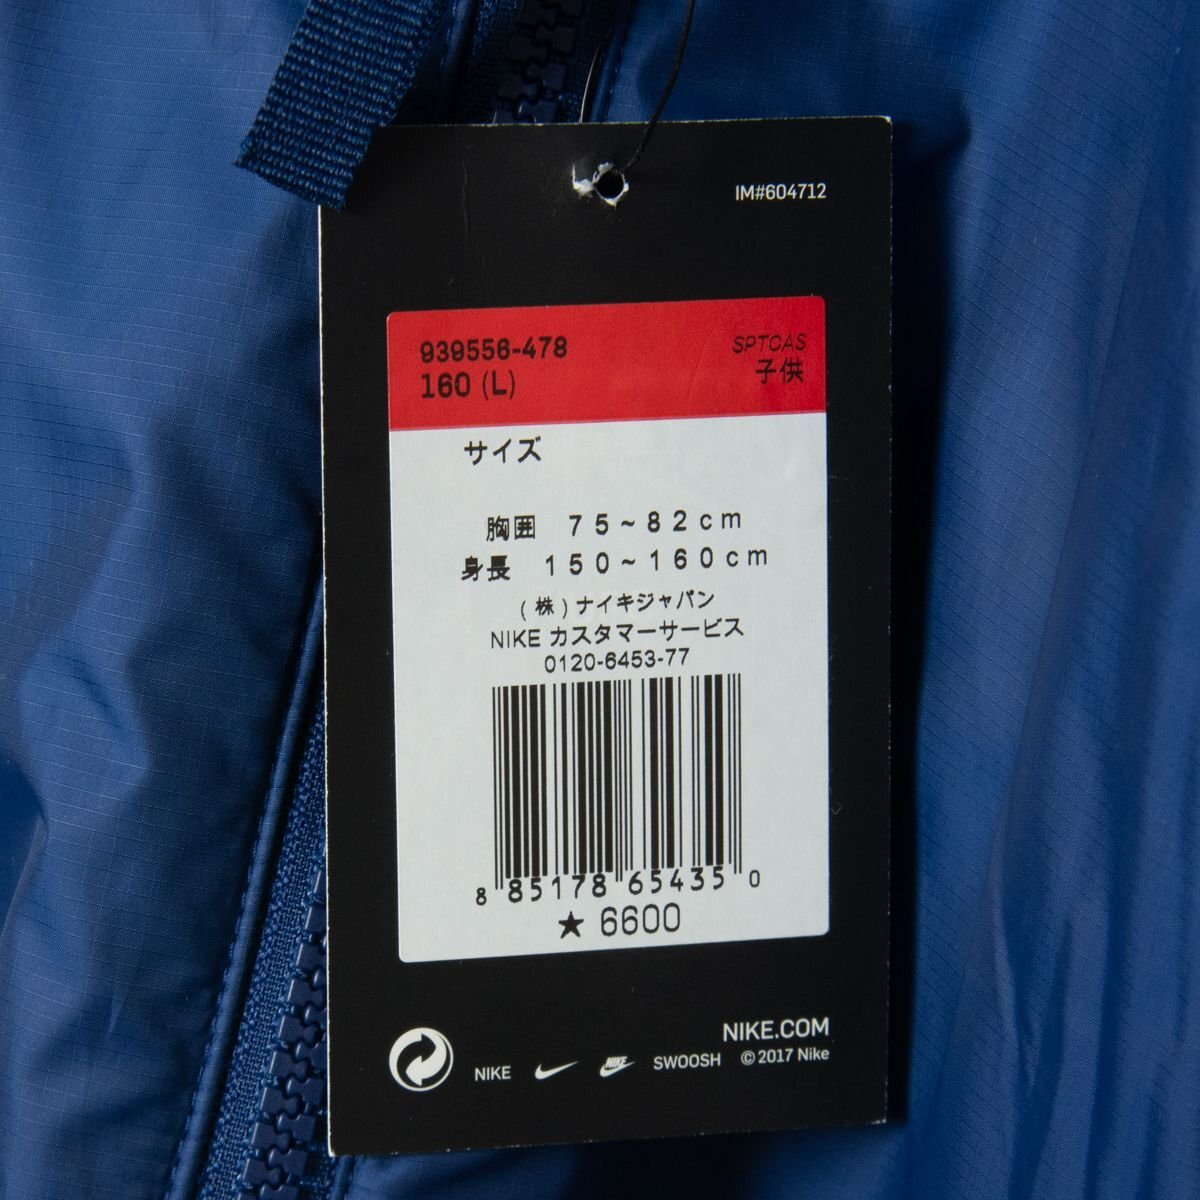 IM#604712
939556-478 SPTCAS
160 (L) 子供
サイズ
胸囲 75~82cm
身長 150~160cm
(株)ナイキジャパン
NIKE カスタマーサービス
0120-6453-77
8 85178 65435 0
★6600
NIKE.COM
NIKE NIKE SWOOSH © 2017 Nike